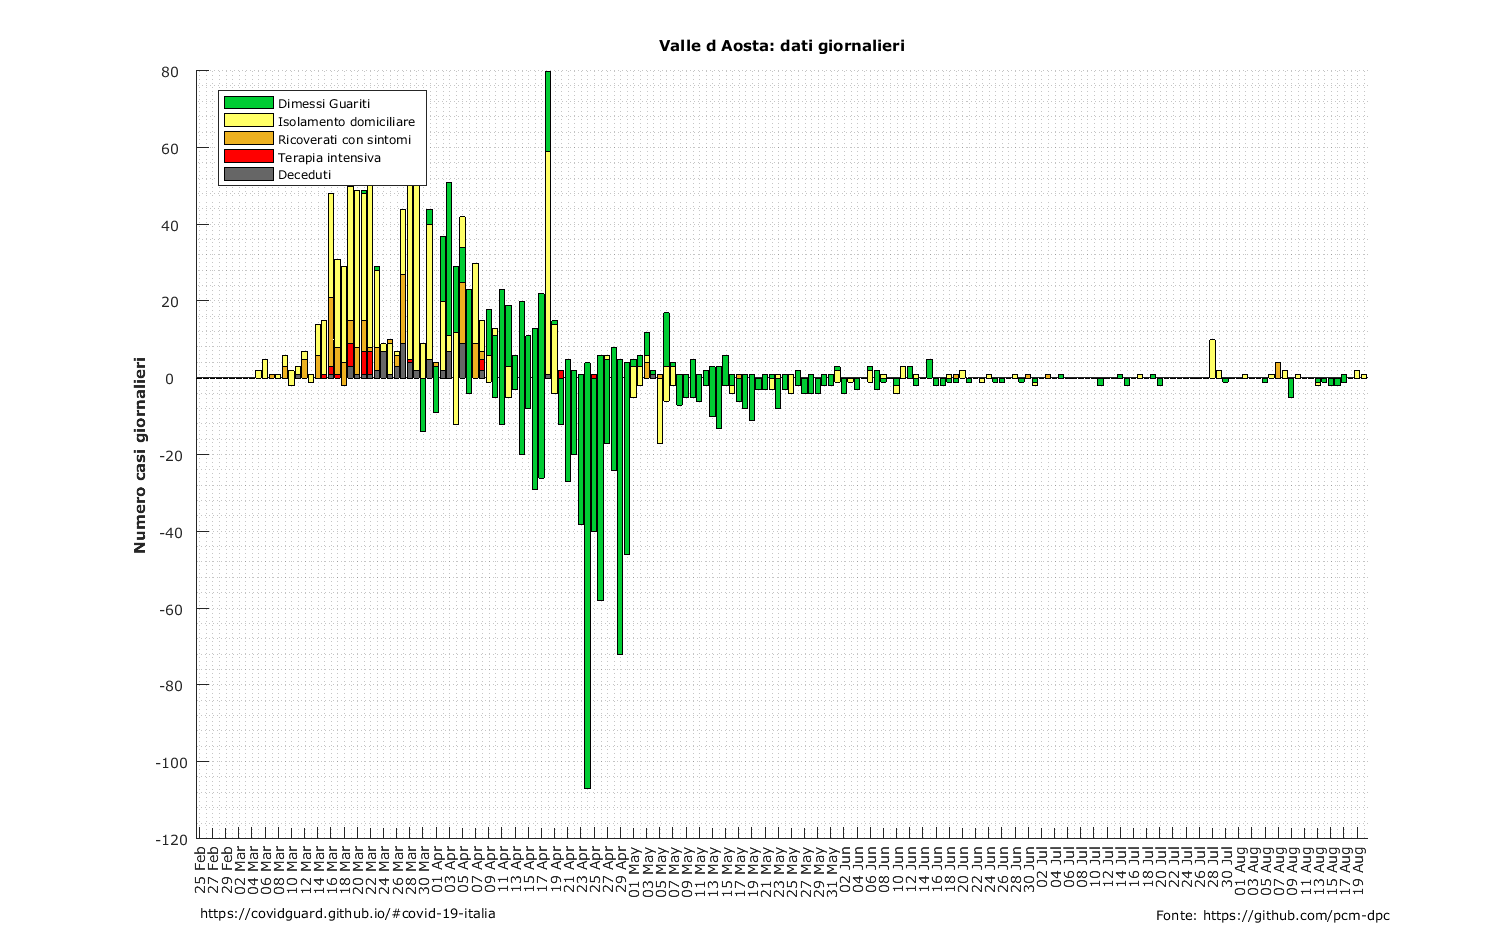 Valle d Aosta: dati giornalieri
80
60
40
20
0
-20
-40
-60
-80
-100
-120
Numero casi giornalieri
Dimessi Guariti
Isolamento domiciliare
Ricoverati con sintomi
Terapia intensiva
Deceduti
25 Feb
27 Feb
29 Feb
02 Mar
04 Mar
06 Mar
08 Mar
10 Mar
12 Mar
14 Mar
16 Mar
18 Mar
20 Mar
22 Mar
24 Mar
26 Mar
28 Mar
30 Mar
01 Apr
03 Apr
05 Apr
07 Apr
09 Apr
11 Apr
13 Apr
15 Apr
17 Apr
19 Apr
21 Apr
23 Apr
25 Apr
27 Apr
29 Apr
01 May
03 May
05 May
07 May
09 May
11 May
13 May
15 May
17 May
19 May
21 May
23 May
25 May
27 May
29 May
31 May
02 Jun
04 Jun
06 Jun
08 Jun
10 Jun
12 Jun
14 Jun
16 Jun
18 Jun
20 Jun
22 Jun
24 Jun
26 Jun
28 Jun
30 Jun
02 Jul
04 Jul
06 Jul
08 Jul
10 Jul
12 Jul
14 Jul
16 Jul
18 Jul
20 Jul
22 Jul
24 Jul
26 Jul
28 Jul
30 Jul
01 Aug
03 Aug
05 Aug
07 Aug
09 Aug
11 Aug
13 Aug
15 Aug
17 Aug
19 Aug
https://covidguard.github.io/#covid-19-italia
Fonte: https://github.com/pcm-dpc